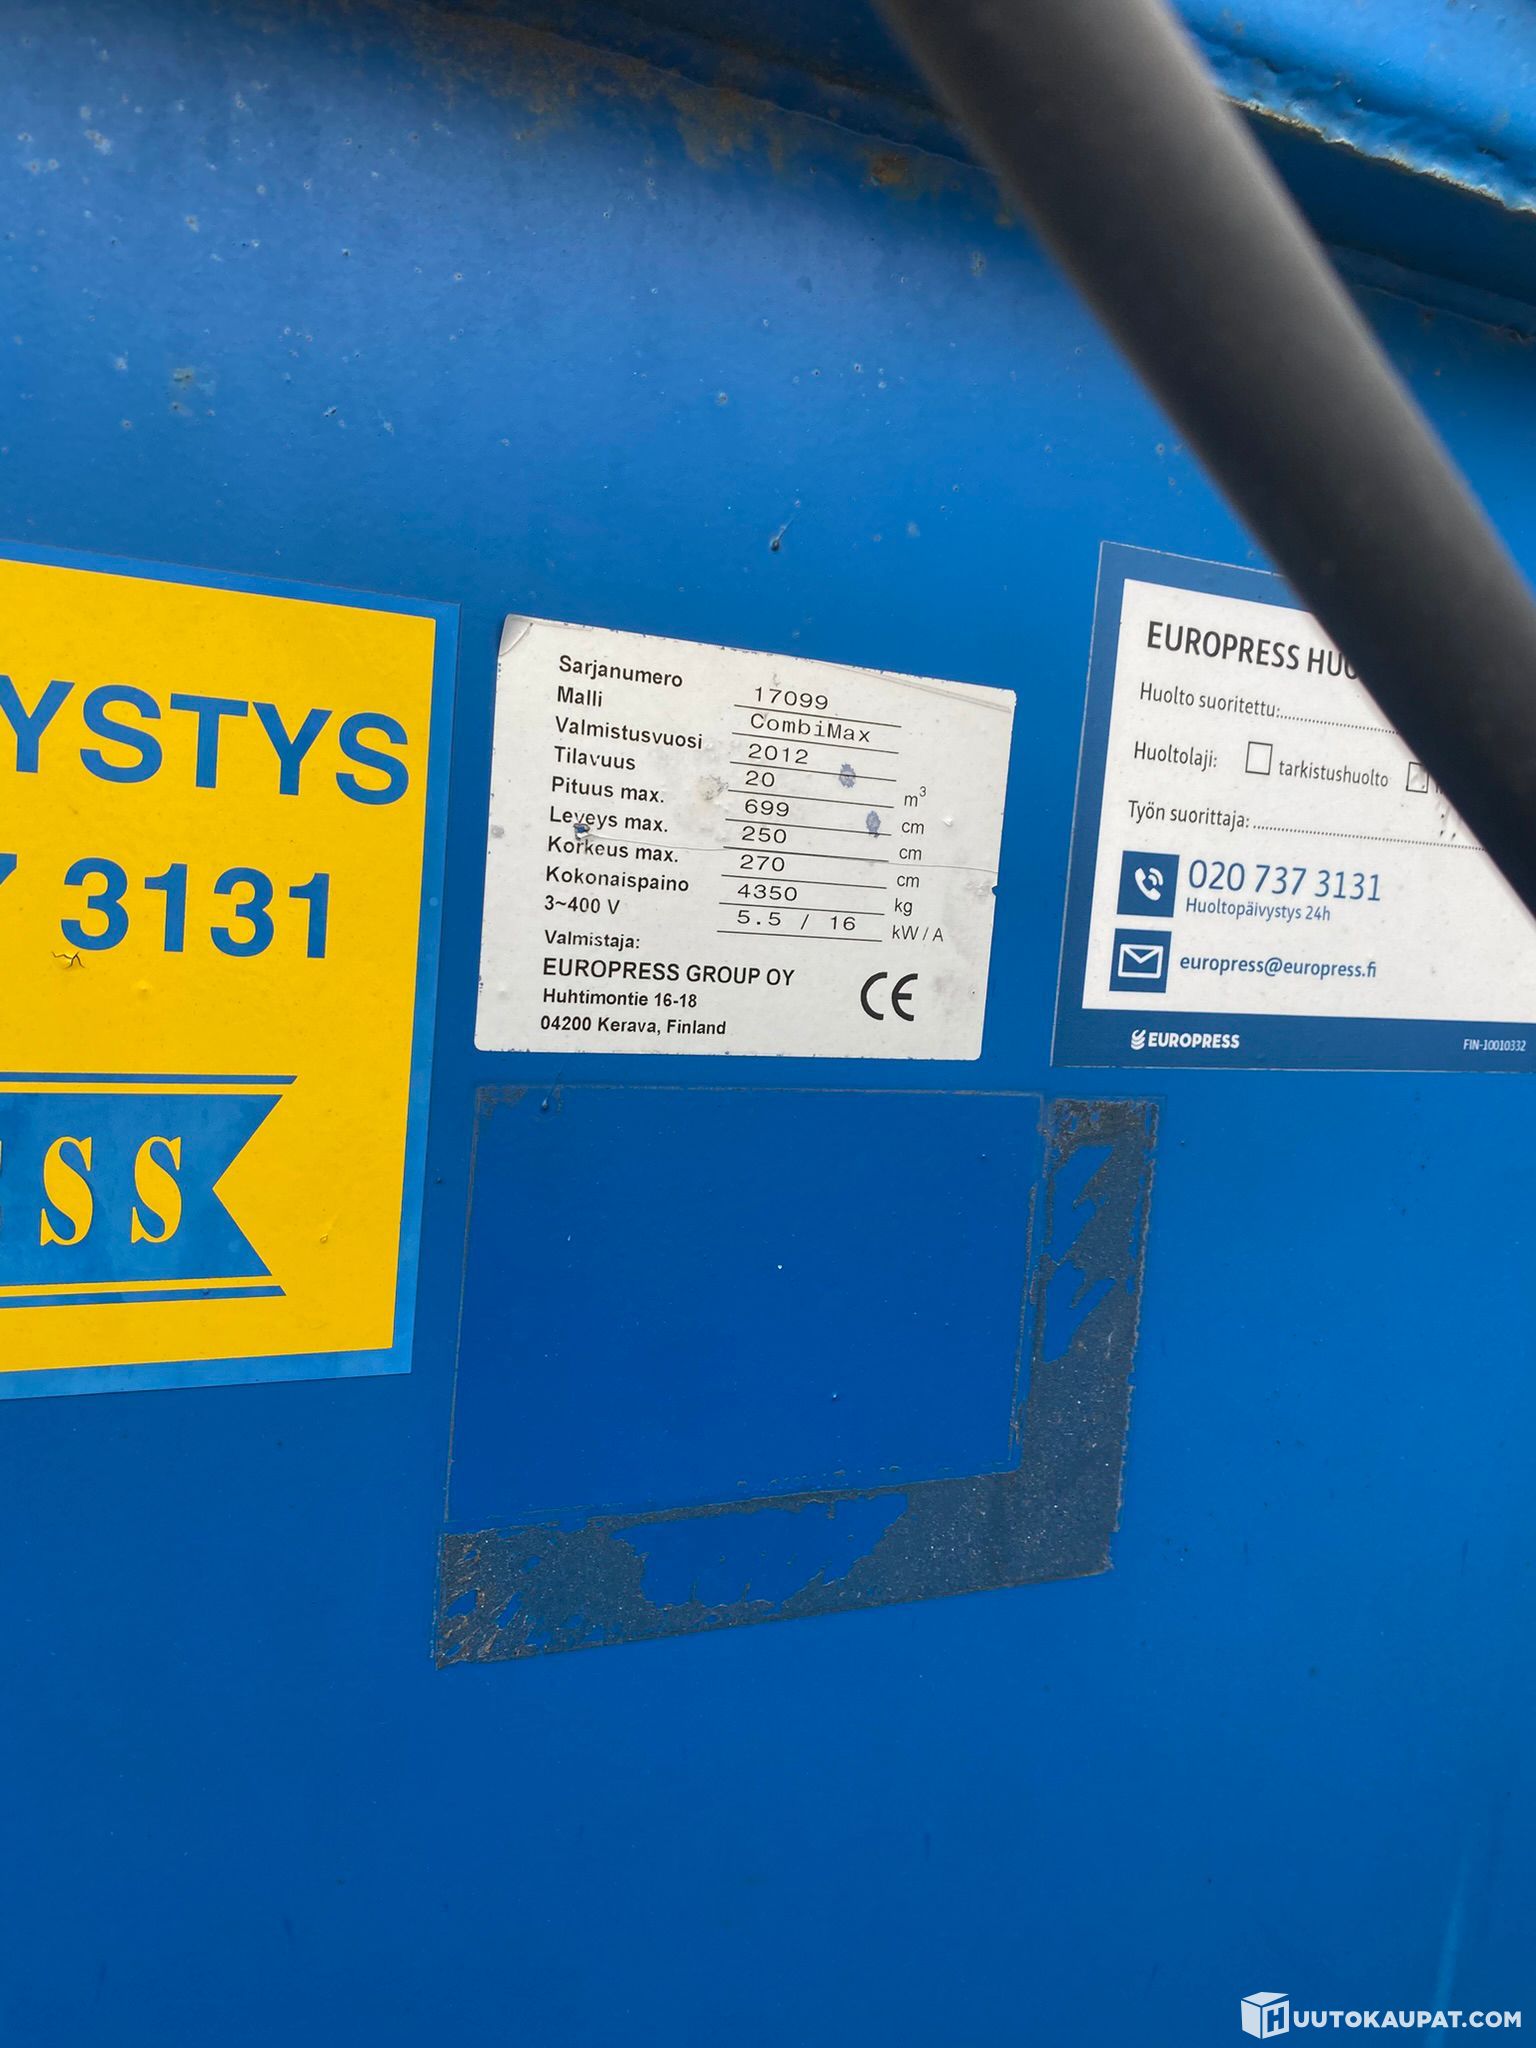 YSTYS
3131
SS
Sarjanumero 17099
Malli CombiMax
Valmistusvuosi 2012
Tilavuus 20 m³
Pituus max. 699 cm
Leveys max. 250 cm
Korkeus max. 270 cm
Kokonaispaino 4350 kg
3~400 V 5.5 / 16 kW / A
Valmistaja:
EUROPRESS GROUP OY
Huhtimontie 16-18
04200 Kerava, Finland
CE
EUROPRESS HU
Huolto suoritettu:
Huoltolaji: tarkistushuolto
Työn suorittaja:
020 737 3131
Huoltopäivystys 24h
europress@europress.fi
EUROPRESS
FIN-10010332
HUUTOKAUPAT.COM